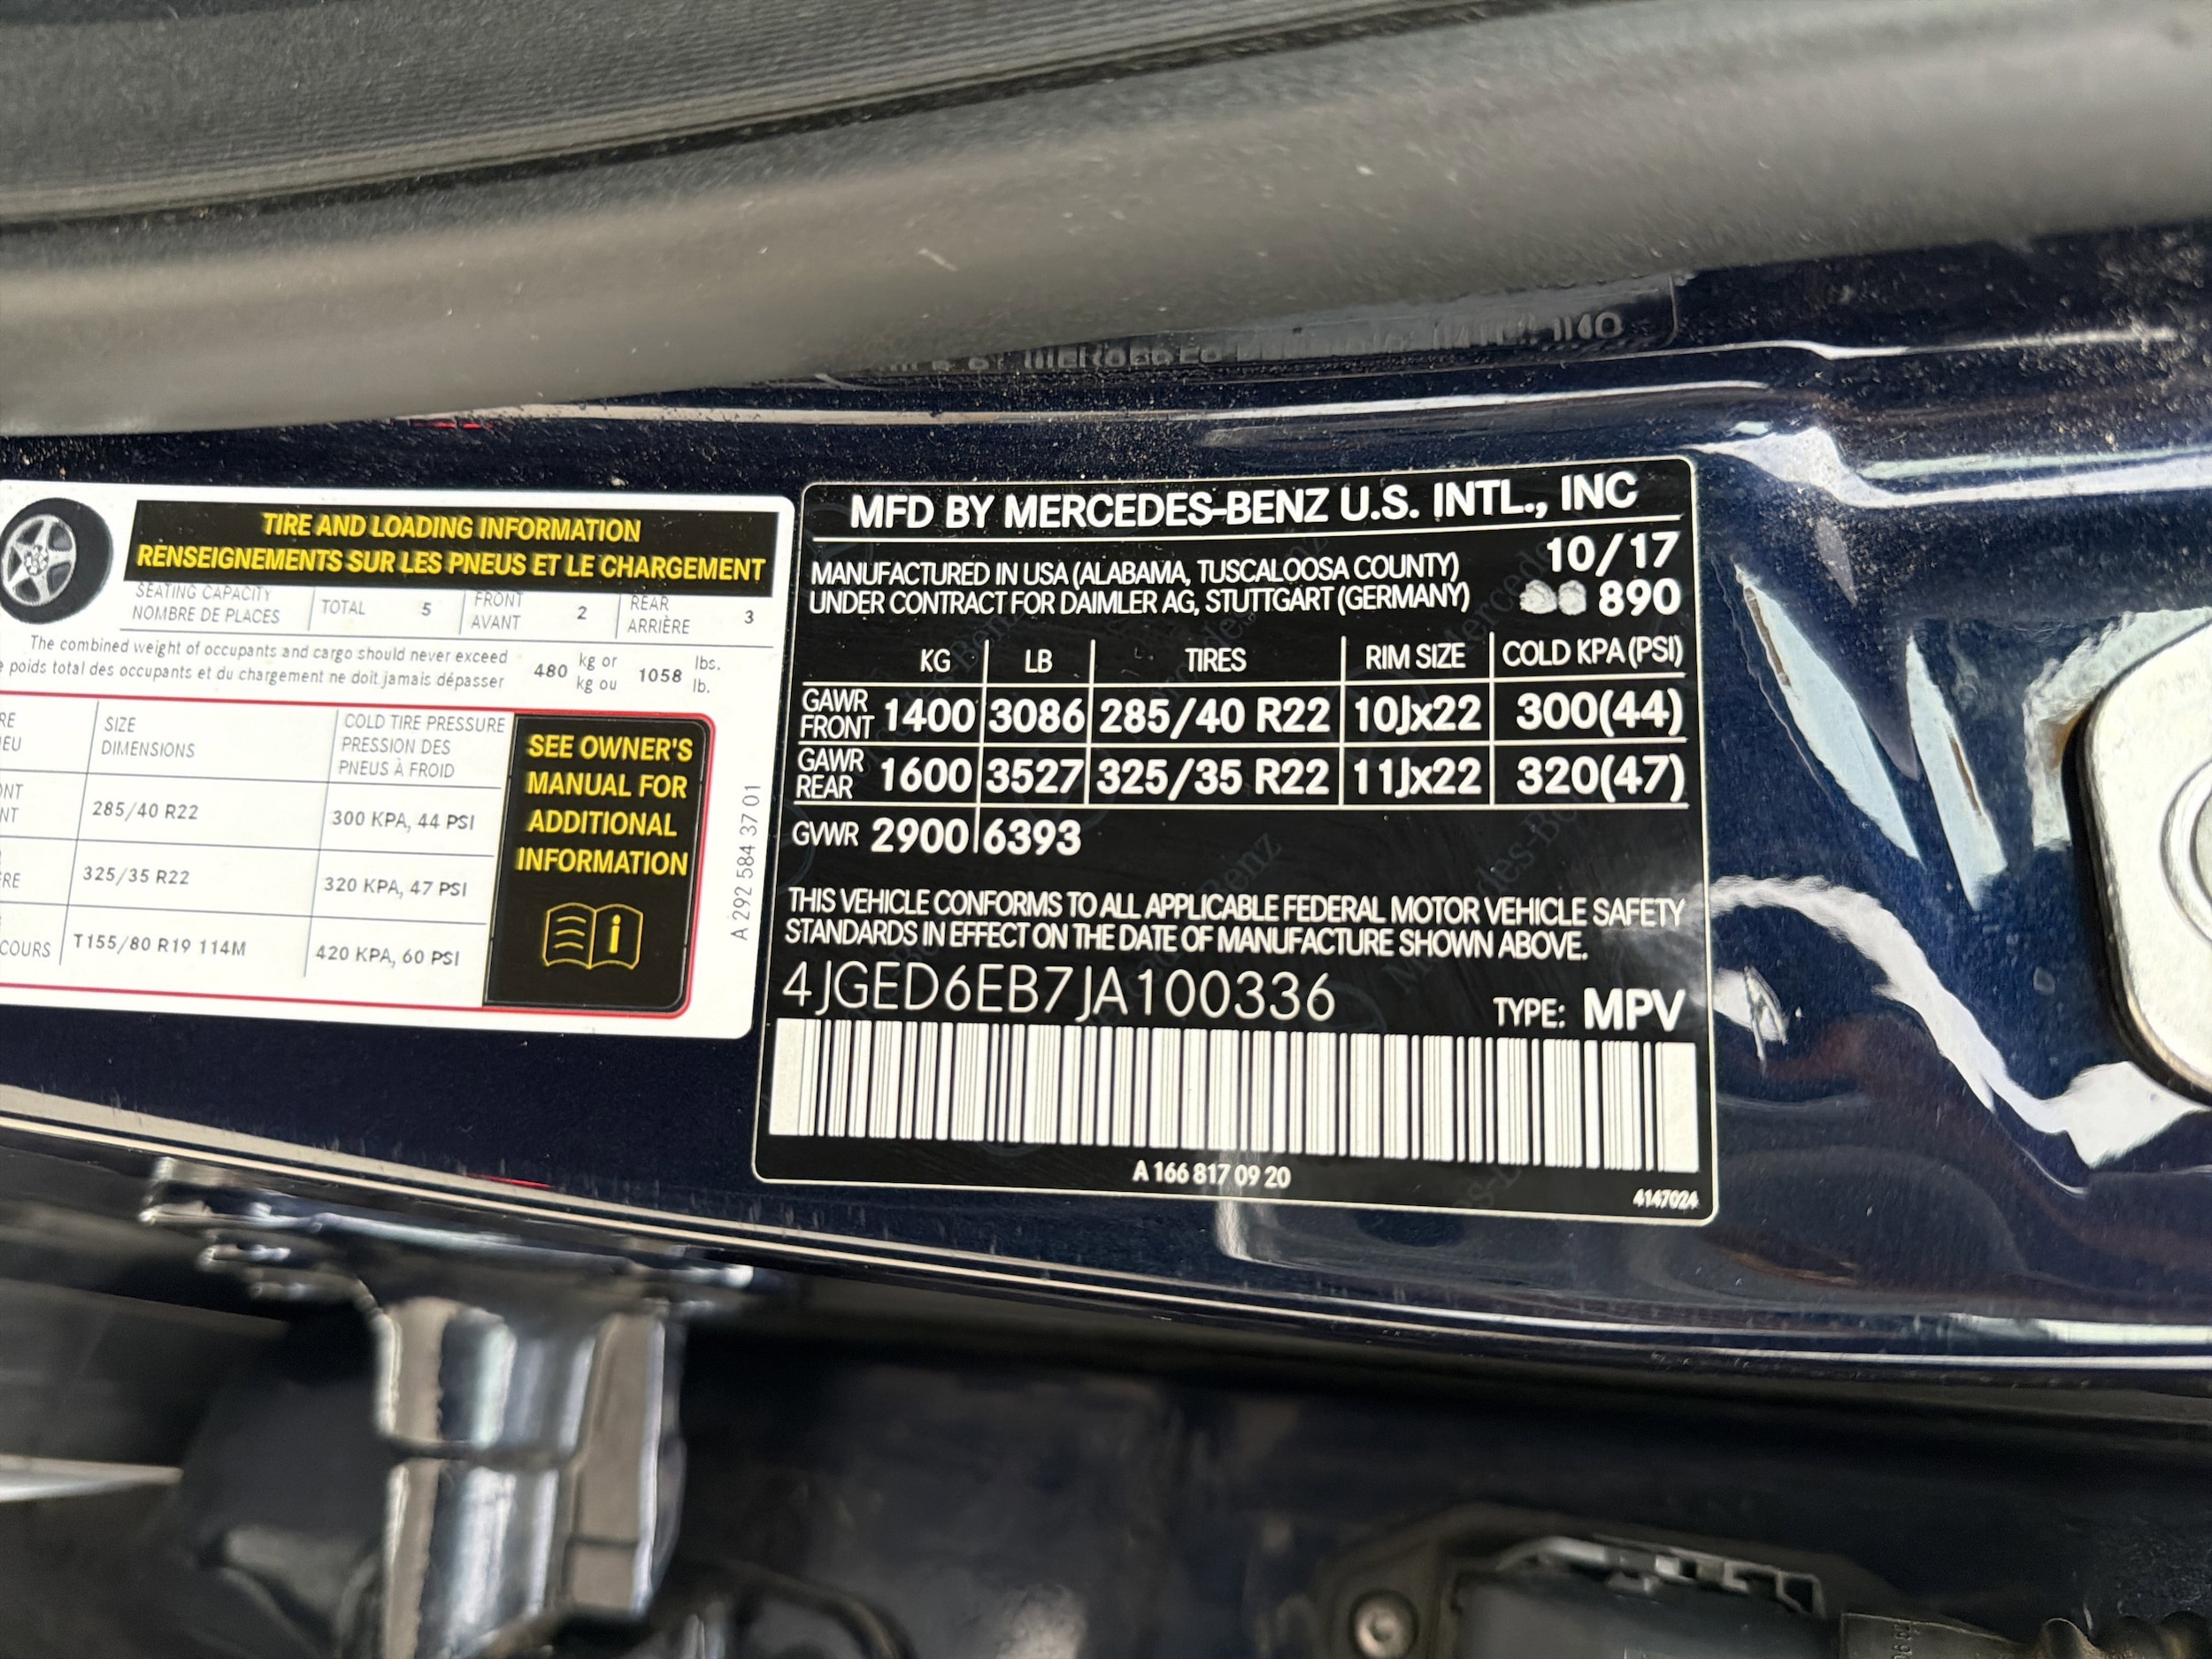 TIRE AND LOADING INFORMATION
RENSEIGNEMENTS SUR LES PNEUS ET LE CHARGEMENT
SEATING CAPACITY
NOMBRE DE PLACES
TOTAL 5
FRONT
AVANT
2
REAR
ARRIÈRE
3
The combined weight of occupants and cargo should never exceed
poids total des occupants et du chargement ne doit jamais dépasser
480 kg or
kg ou
1058 lbs.
lb.
SIZE
DIMENSIONS
COLD TIRE PRESSURE
PRESSION DES
PNEUS À FROID
285/40 R22
300 KPA, 44 PSI
325/35 R22
320 KPA, 47 PSI
T155/80 R19 114M
420 KPA, 60 PSI
SEE OWNER'S
MANUAL FOR
ADDITIONAL
INFORMATION
A 292 584 37 01
MFD BY MERCEDES-BENZ U.S. INTL., INC
10/17
MANUFACTURED IN USA (ALABAMA, TUSCALOOSA COUNTY)
UNDER CONTRACT FOR DAIMLER AG, STUTTGART (GERMANY)
890
KG LB TIRES RIM SIZE COLD KPA (PSI)
GAWR
FRONT
1400 3086 285/40 R22 10Jx22 300(44)
GAWR
REAR
1600 3527 325/35 R22 11Jx22 320(47)
GVWR 2900 6393
THIS VEHICLE CONFORMS TO ALL APPLICABLE FEDERAL MOTOR VEHICLE SAFETY
STANDARDS IN EFFECT ON THE DATE OF MANUFACTURE SHOWN ABOVE.
4JGED6EB7JA100336
TYPE: MPV
A 166 817 09 20
4147024